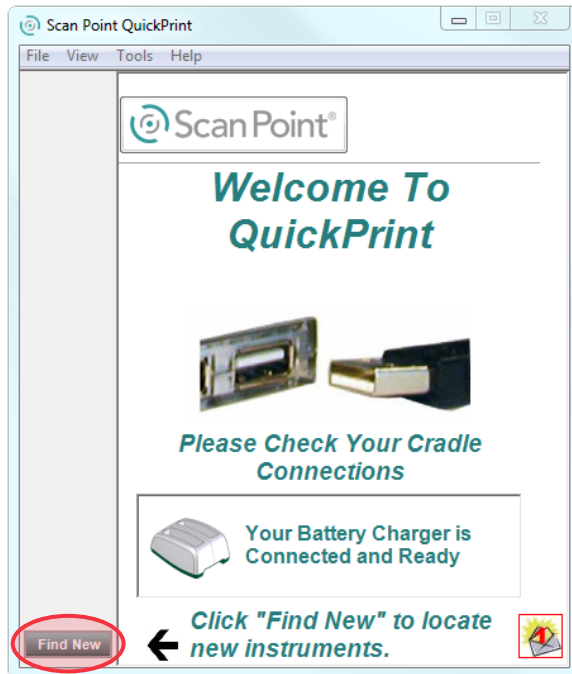 Scan Point QuickPrint
File View Tools Help
Scan Point®
Welcome To
QuickPrint
Please Check Your Cradle
Connections
Your Battery Charger is
Connected and Ready
Click "Find New" to locate
new instruments.
Find New